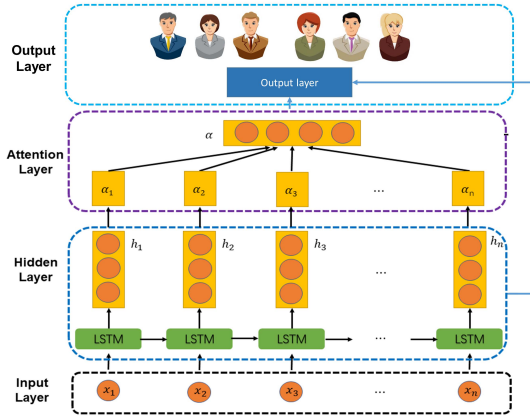 Output
Layer
Output layer
α
Attention
Layer
α₁ α₂ α₃ ... αₙ
Hidden
Layer
h₁ h₂ h₃ hₙ
...
LSTM LSTM LSTM LSTM
Input
Layer
x₁ x₂ x₃ ... xₙ